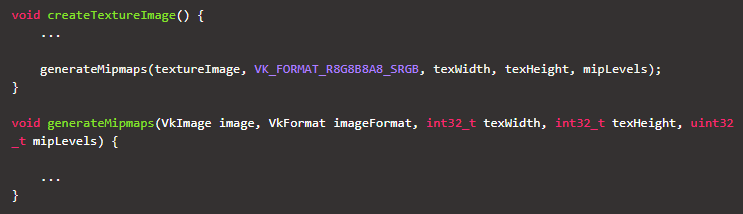 void createTextureImage() {
...
generateMipmaps(textureImage, VK_FORMAT_R8G8B8A8_SRGB, texWidth, texHeight, mipLevels);
}
void generateMipmaps(VkImage image, VkFormat imageFormat, int32_t texWidth, int32_t texHeight, uint32
_t mipLevels) {
...
}